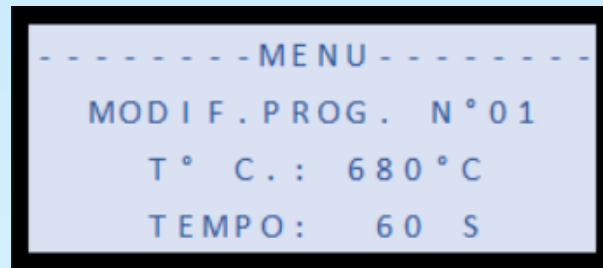 --------MENU--------
MODIF.PROG. N°01
T° C.: 680°C
TEMPO: 60 S